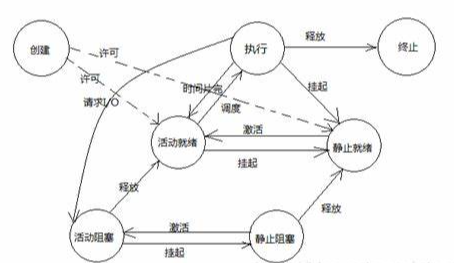 创建
许可
执行
释放
终止
许可
请求I/O
时间片完
挂起
调度
活动就绪
激活
挂起
静止就绪
释放
释放
活动阻塞
激活
挂起
静止阻塞